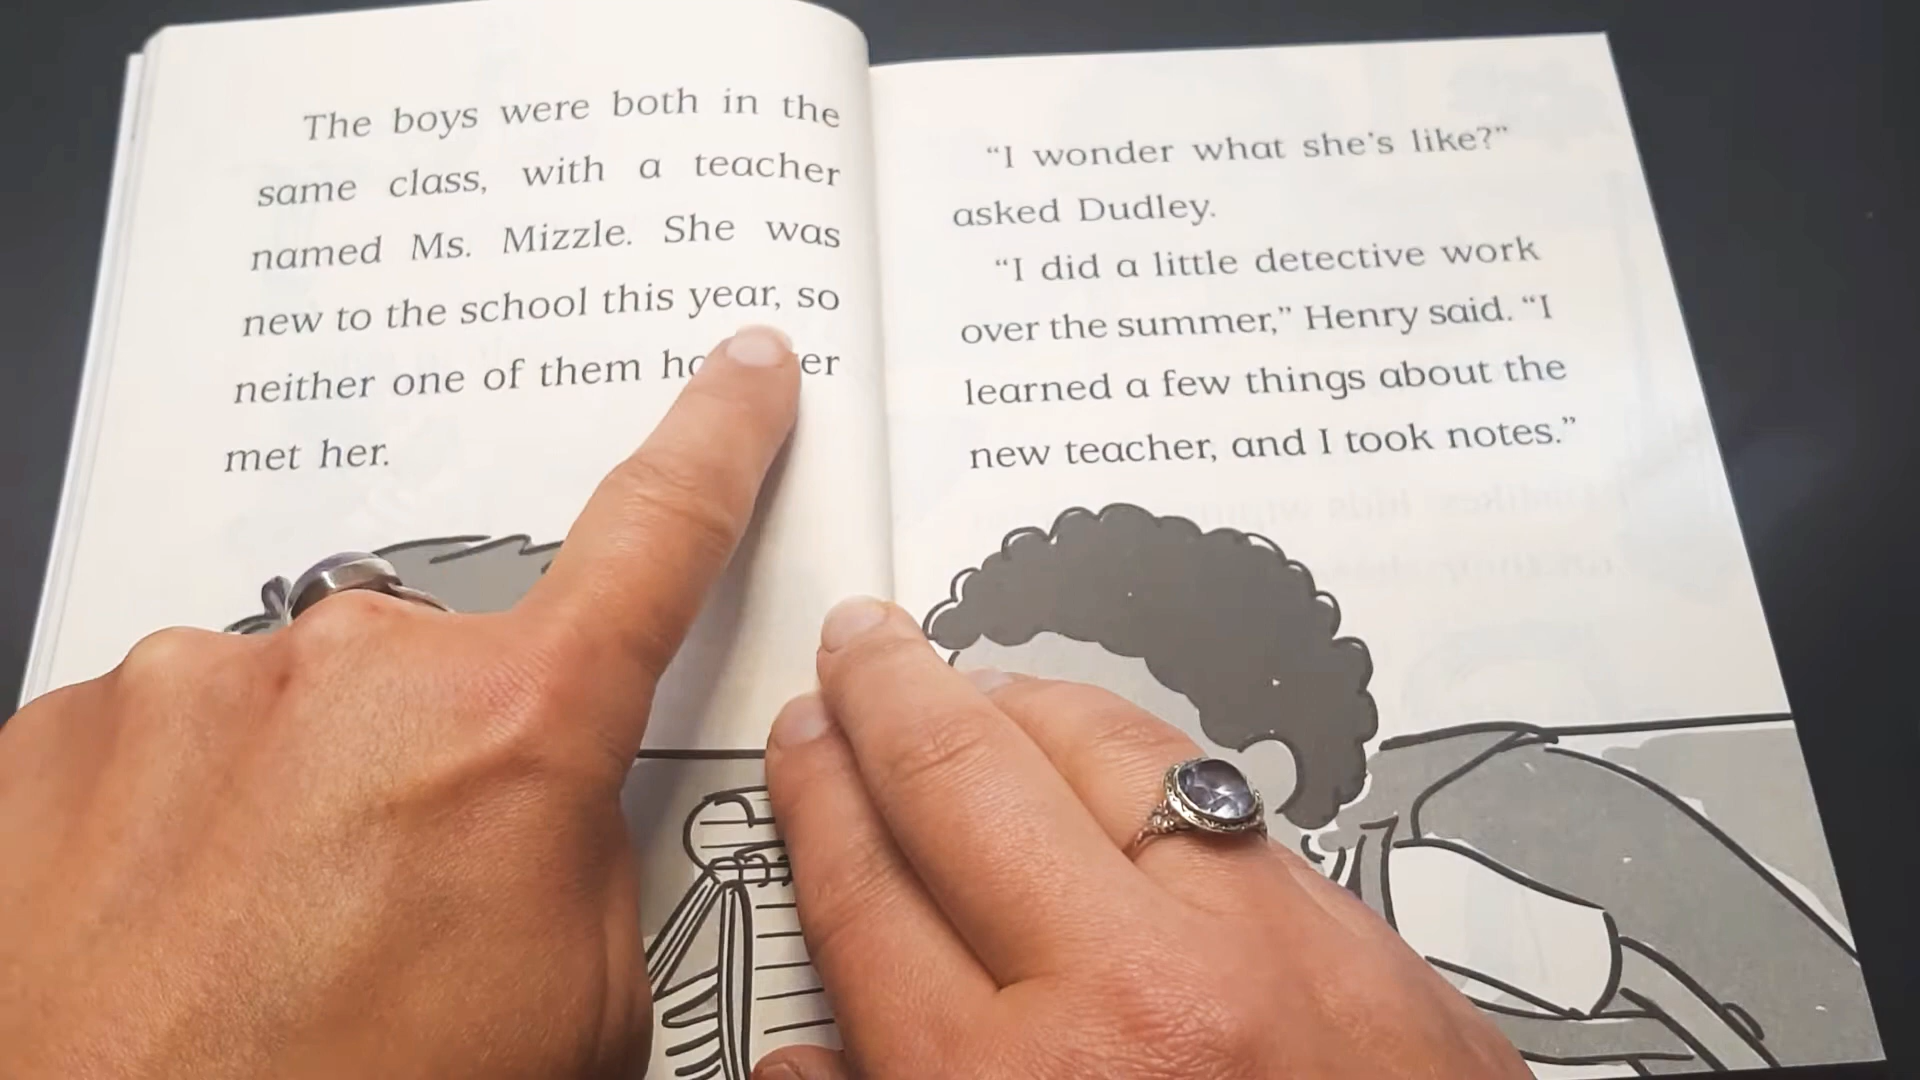 The boys were both in the
same class, with a teacher
named Ms. Mizzle. She was
new to the school this year, so
neither one of them
met her.
“I wonder what she’s like?”
asked Dudley.
“I did a little detective work
over the summer,” Henry said. “I
learned a few things about the
new teacher, and I took notes.”